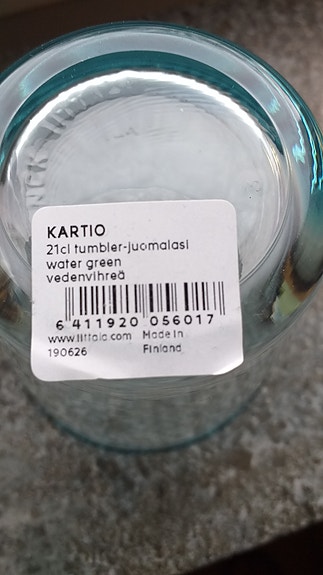 KARTIO
21cl tumbler-juomalasi
water green
vedenvihreä
6 411920 056017
www.iittala.com Made in
190626 Finland